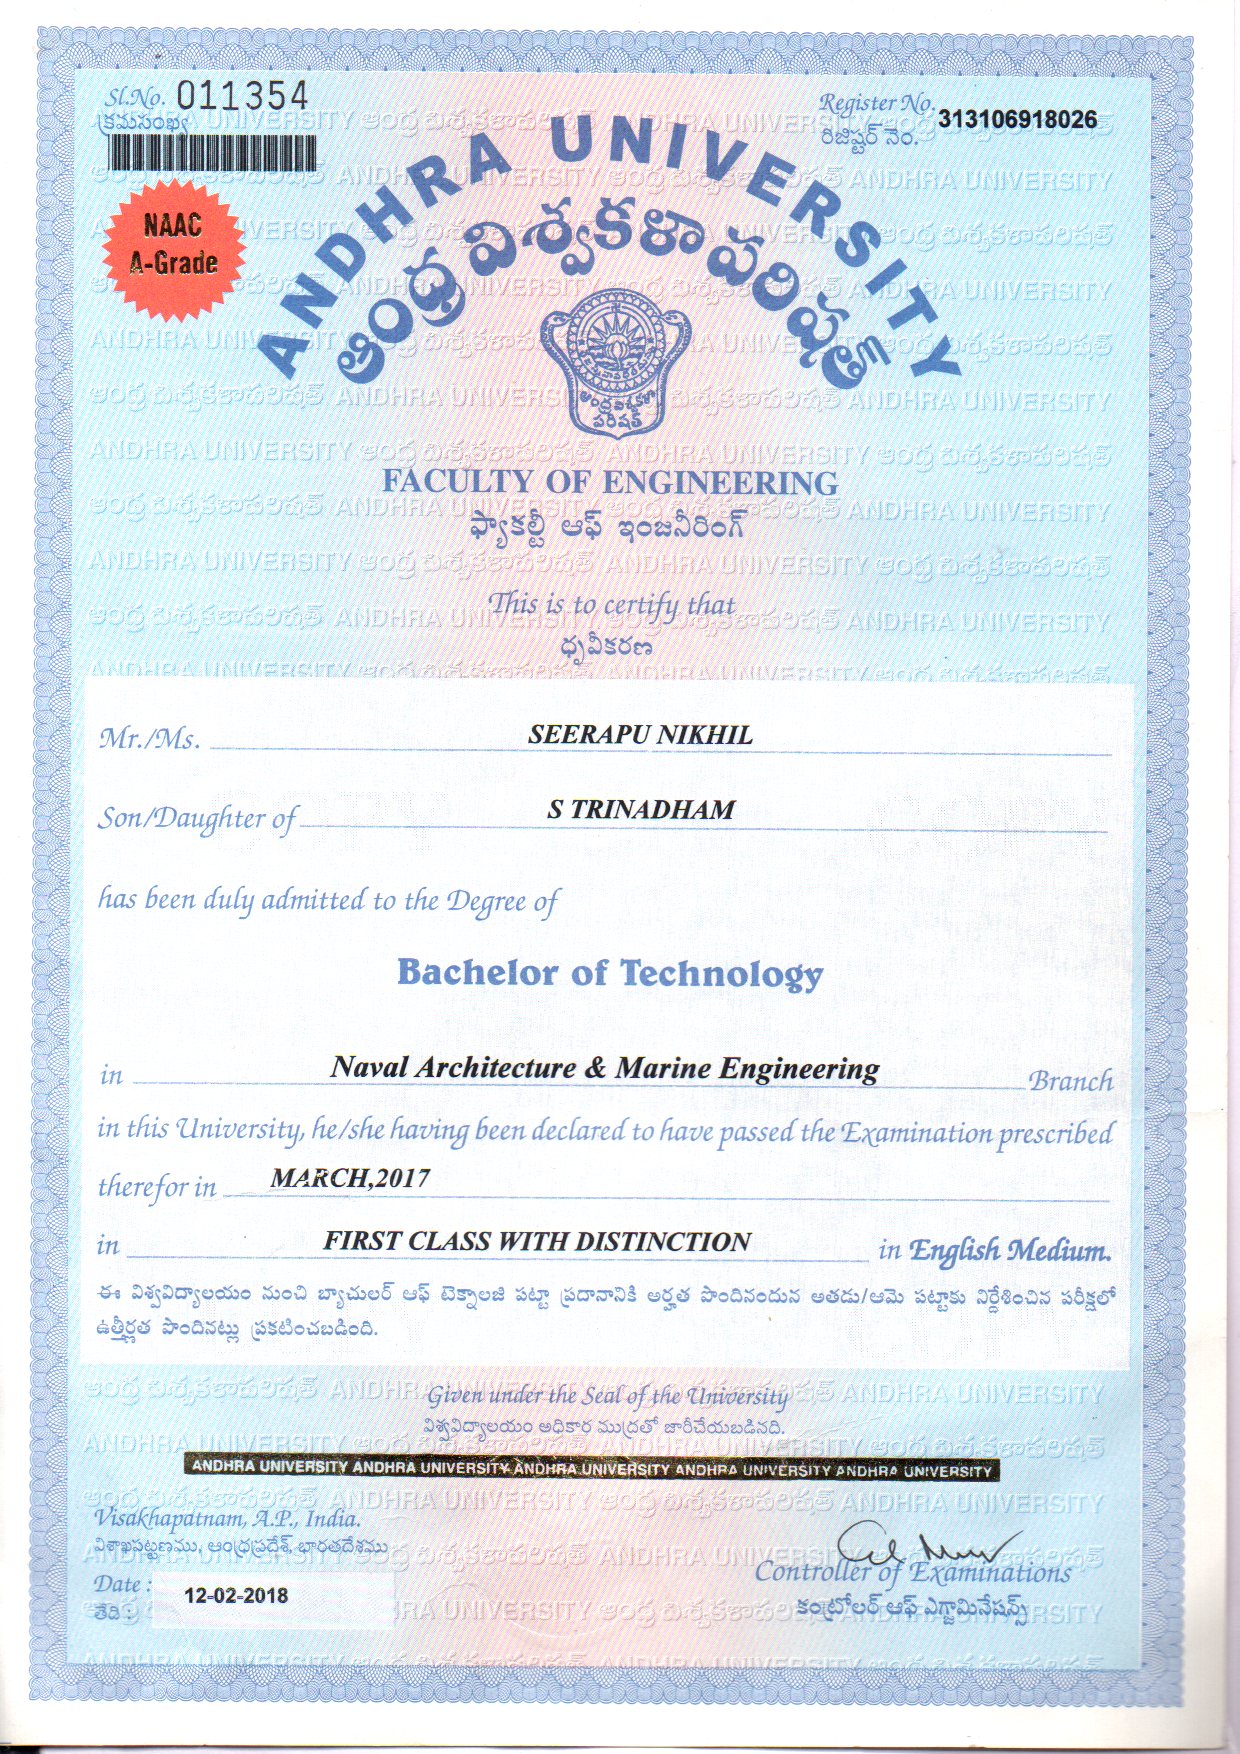 Sl.No. 011354
క్రమసంఖ్య
Register No. 313106918026
రిజిష్టర్ నెం.
NAAC
A-Grade
ANDHRA UNIVERSITY
ఆంధ్ర విశ్వకళాపరిషత్
ఆంధ్ర విశ్వకళా
పరిషత్
FACULTY OF ENGINEERING
ఫ్యాకల్టీ ఆఫ్ ఇంజనీరింగ్
This is to certify that
ధృవీకరణ
Mr./Ms. SEERAPU NIKHIL
Son/Daughter of S TRINADHAM
has been duly admitted to the Degree of
Bachelor of Technology
in Naval Architecture & Marine Engineering Branch
in this University, he/she having been declared to have passed the Examination prescribed
therefor in MARCH,2017
in FIRST CLASS WITH DISTINCTION in English Medium.
ఈ విశ్వవిద్యాలయం నుంచి బ్యాచులర్ ఆఫ్ టెక్నాలజి పట్టా ప్రదానానికి అర్హత పొందినందున అతడు/ఆమె పట్టాకు నిర్దేశించిన పరీక్షలో
ఉత్తీర్ణత పొందినట్లు ప్రకటించబడింది.
Given under the Seal of the University
విశ్వవిద్యాలయం అధికార ముద్రతో జారీచేయబడినది.
ANDHRA UNIVERSITY ANDHRA UNIVERSITY ANDHRA UNIVERSITY ANDHRA UNIVERSITY ANDHRA UNIVERSITY
Visakhapatnam, A.P., India.
విశాఖపట్టణము, ఆంధ్రప్రదేశ్, భారతదేశము
Date : 12-02-2018
తేది :
Controller of Examinations
కంట్రోలర్ ఆఫ్ ఎగ్జామినేషన్స్